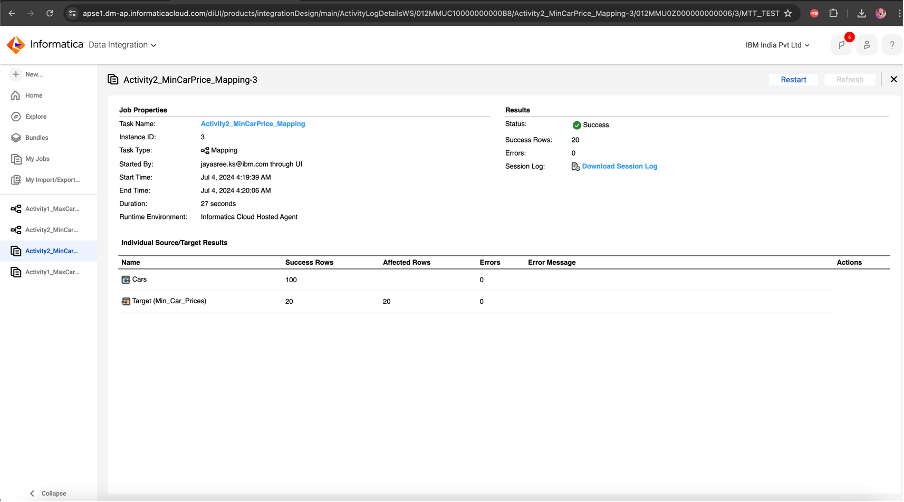 apse1.dm-ap.informaticacloud.com/diUI/products/integrationDesign/main/ActivityLogDetailsWS/012MMUC10000000000B8/Activity2_MinCarPrice_Mapping-3/012MMU0Z000000000006/3/MTT_TEST
Informatica Data Integration
IBM India Pvt Ltd
6
?
New...
Home
Explore
Bundles
My Jobs
My Import/Export...
Activity1_MaxCar...
Activity2_MinCar...
Activity2_MinCar...
Activity1_MaxCar...
Collapse
Activity2_MinCarPrice_Mapping-3
Restart
Refresh
Job Properties
Task Name: Activity2_MinCarPrice_Mapping
Instance ID: 3
Task Type: Mapping
Started By: jayasree.ks@ibm.com through UI
Start Time: Jul 4, 2024 4:19:39 AM
End Time: Jul 4, 2024 4:20:06 AM
Duration: 27 seconds
Runtime Environment: Informatica Cloud Hosted Agent
Results
Status: Success
Success Rows: 20
Errors: 0
Session Log: Download Session Log
Individual Source/Target Results
Name Success Rows Affected Rows Errors Error Message Actions
Cars 100 0
Target (Min_Car_Prices) 20 20 0